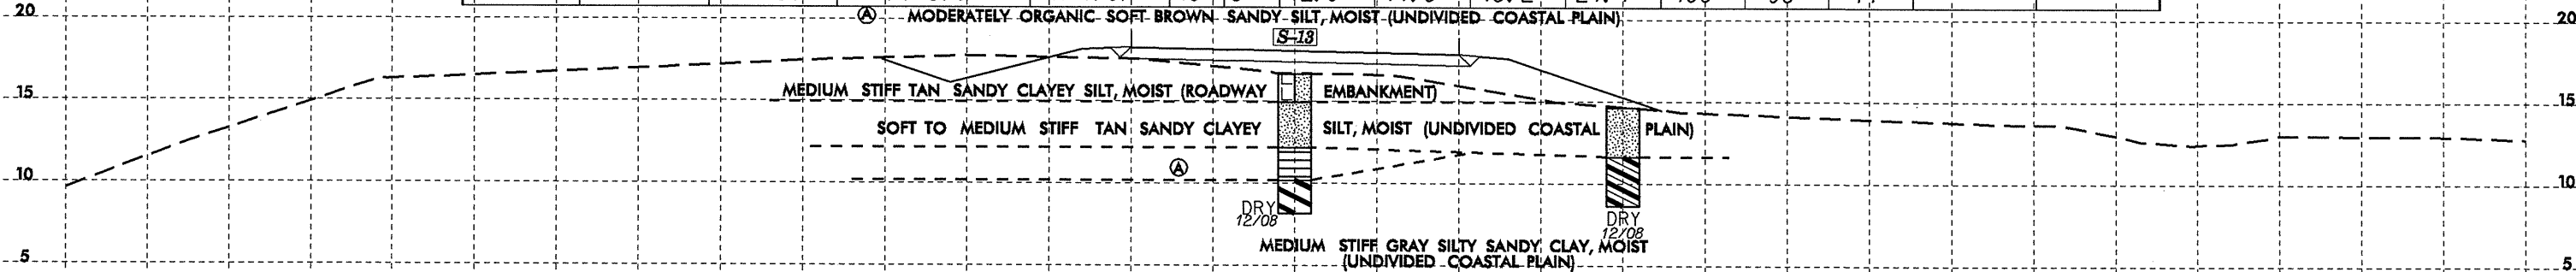 20 20
Ⓐ MODERATELY ORGANIC SOFT BROWN SANDY SILT, MOIST (UNDIVIDED COASTAL PLAIN)
S-13
15 MEDIUM STIFF TAN SANDY CLAYEY SILT, MOIST (ROADWAY EMBANKMENT) 15
SOFT TO MEDIUM STIFF TAN SANDY CLAYEY SILT, MOIST (UNDIVIDED COASTAL PLAIN)
Ⓐ
10 10
DRY
12/08
DRY
12/08
MEDIUM STIFF GRAY SILTY SANDY CLAY, MOIST
(UNDIVIDED COASTAL PLAIN)
5 5